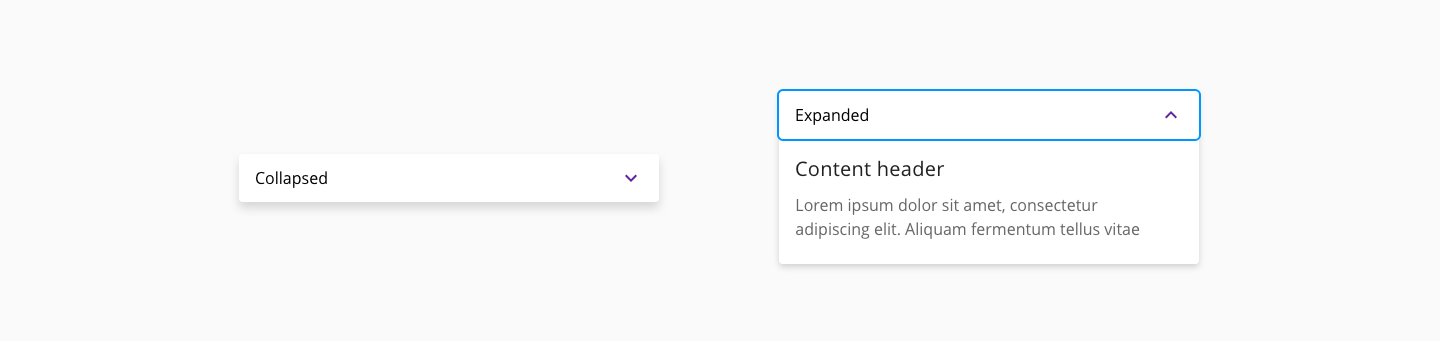 Collapsed
Expanded
Content header
Lorem ipsum dolor sit amet, consectetur
adipiscing elit. Aliquam fermentum tellus vitae